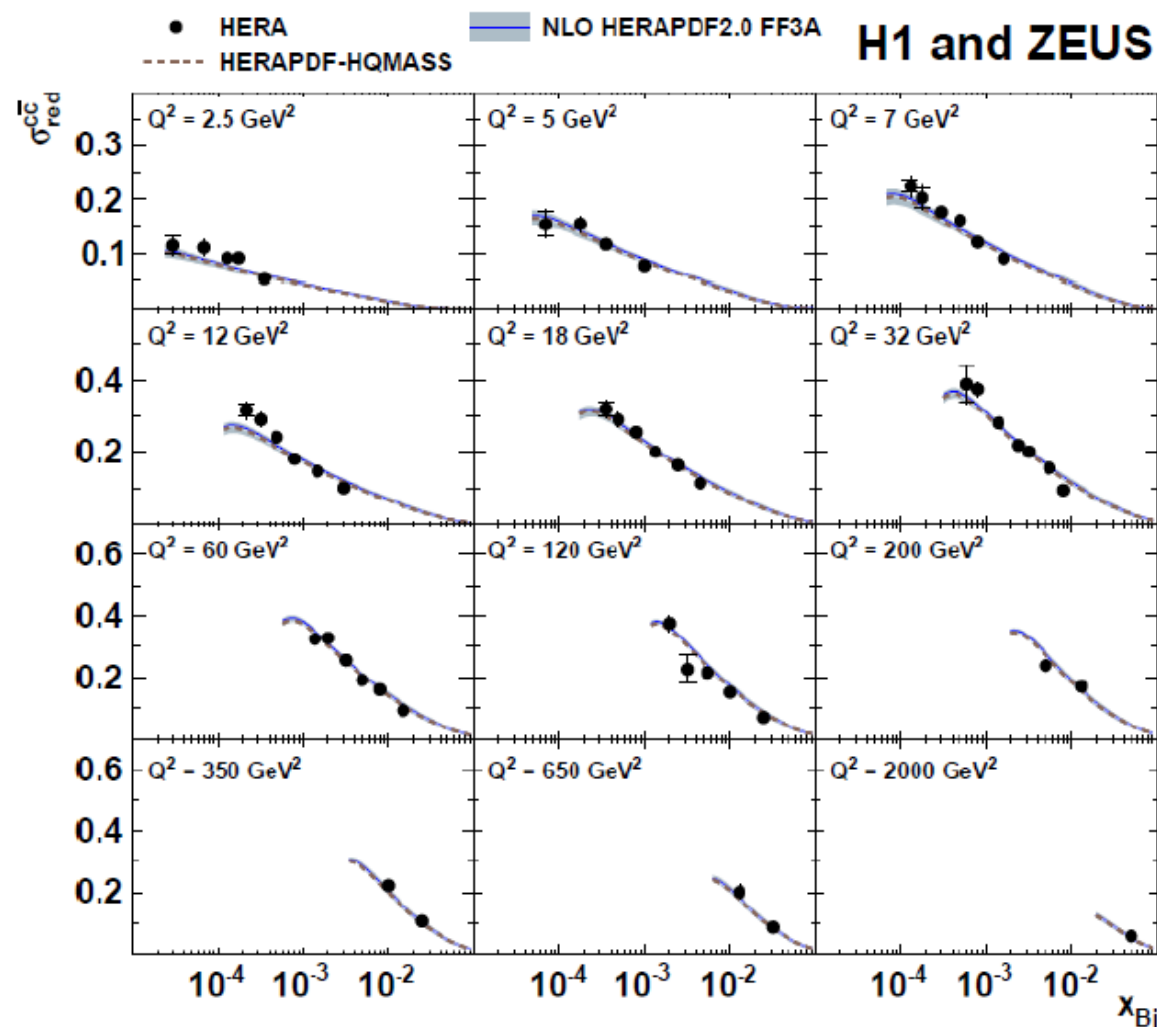 HERA
NLO HERAPDF2.0 FF3A
HERAPDF-HQMASS
H1 and ZEUS
σ_red^cc̄
Q² = 2.5 GeV²
Q² = 5 GeV²
Q² = 7 GeV²
0.3
0.2
0.1
Q² = 12 GeV²
Q² = 18 GeV²
Q² = 32 GeV²
0.4
0.2
Q² = 60 GeV²
Q² = 120 GeV²
Q² = 200 GeV²
0.6
0.4
0.2
Q² – 350 GeV²
Q² – 650 GeV²
Q² – 2000 GeV²
0.6
0.4
0.2
10⁻⁴ 10⁻³ 10⁻² 10⁻⁴ 10⁻³ 10⁻² 10⁻⁴ 10⁻³ 10⁻²
x_Bj